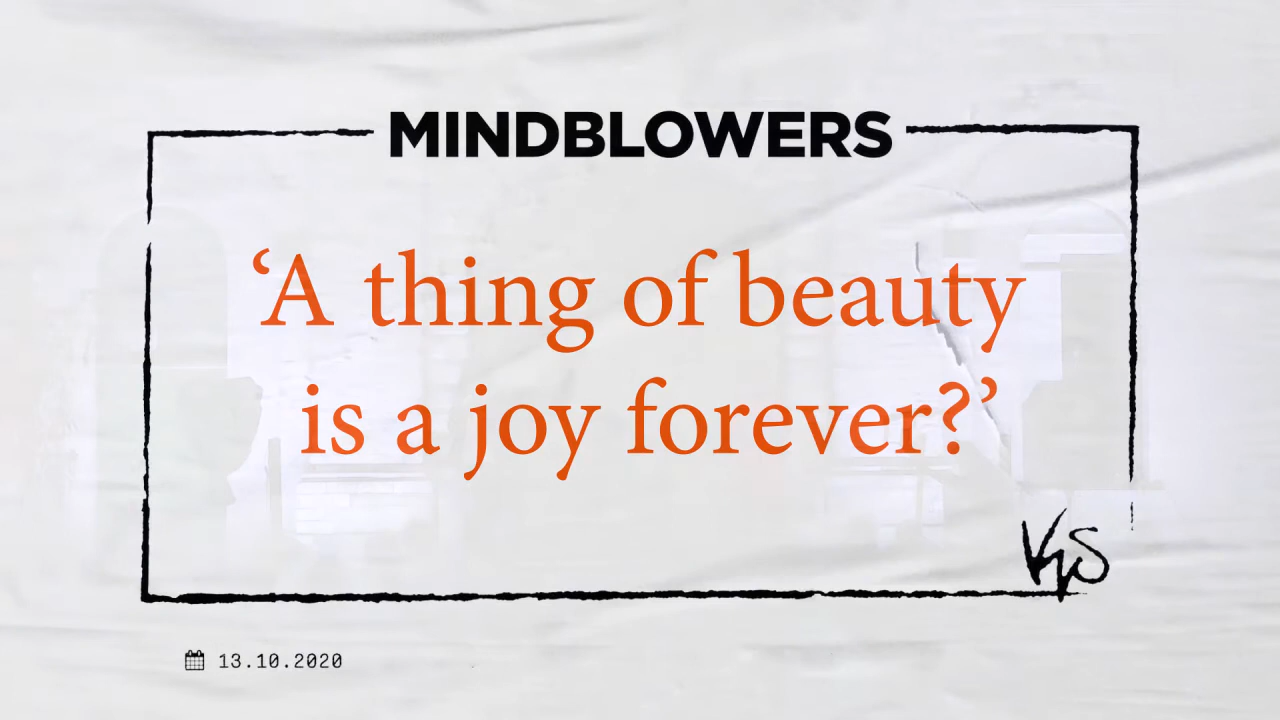 MINDBLOWERS
‘A thing of beauty
is a joy forever?’
13.10.2020